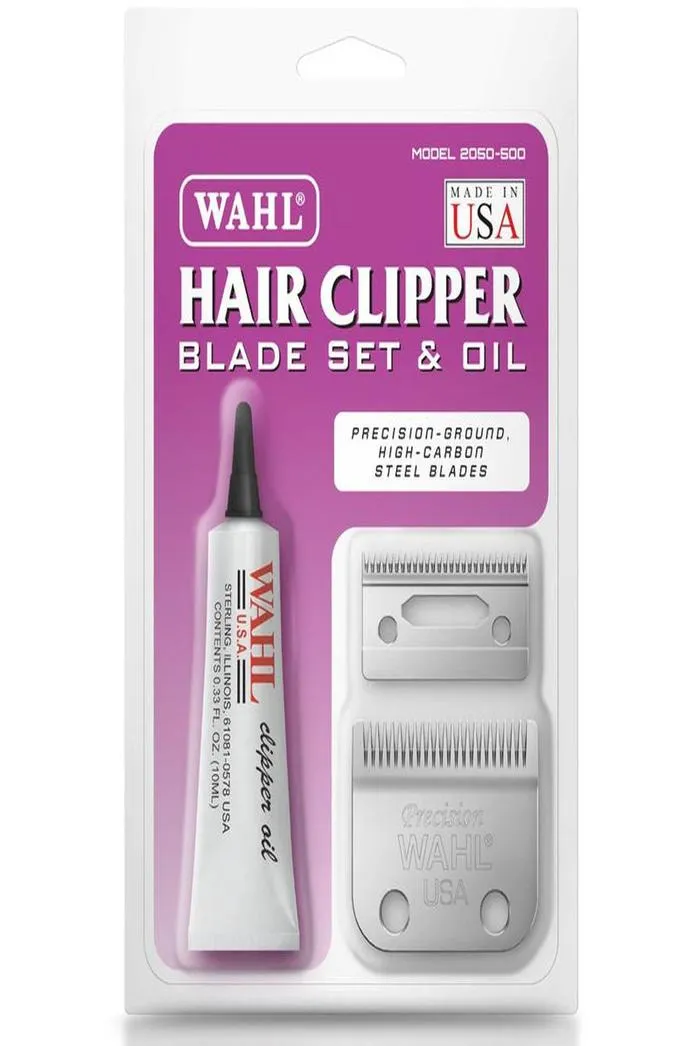 MODEL 2050-500
WAHL®
MADE IN
USA
HAIR CLIPPER
BLADE SET & OIL
PRECISION-GROUND,
HIGH-CARBON
STEEL BLADES
WAHL
U.S.A.
clipper oil
STERLING, ILLINOIS, 61081-0578 USA
CONTENTS 0.33 FL. OZ. (10ML)
Precision
WAHL®
USA